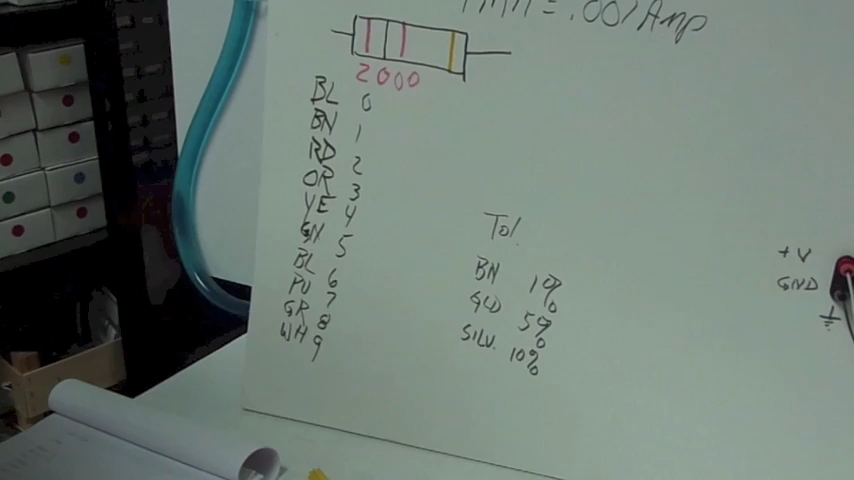 1mA = .001 Amp
2000
BL 0
BN 1
RD 2
OR 3
YE 4
GN 5
BL 6
PU 7
GR 8
WH 9
Tol.
BN 1%
GLD 5%
SILV. 10%
+V
GND